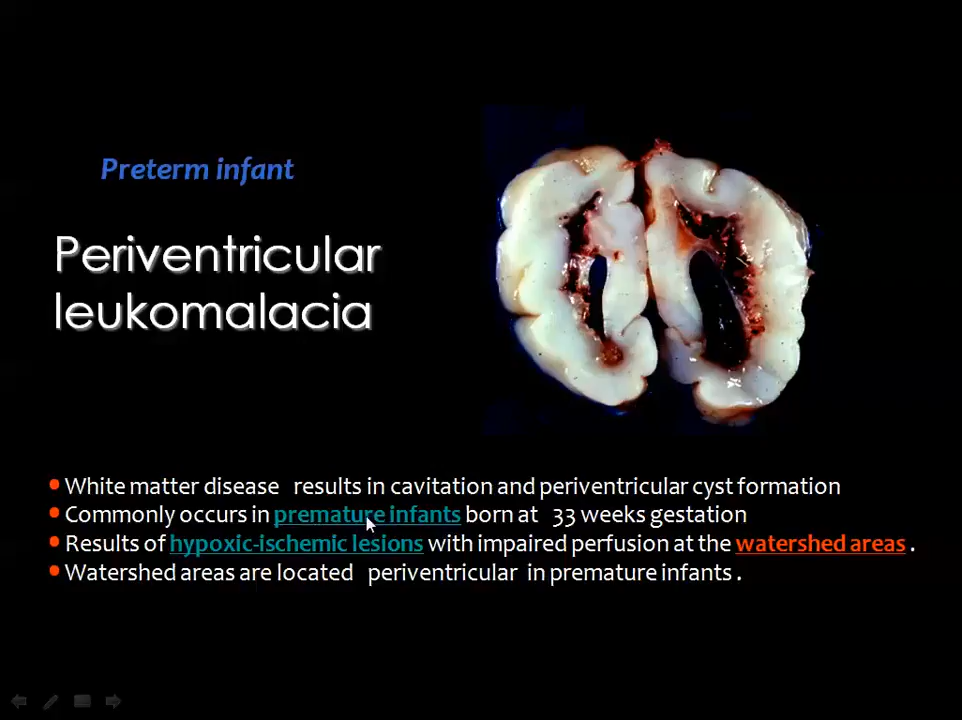 Preterm infant
Periventricular
leukomalacia
• White matter disease results in cavitation and periventricular cyst formation
• Commonly occurs in premature infants born at 33 weeks gestation
• Results of hypoxic-ischemic lesions with impaired perfusion at the watershed areas .
• Watershed areas are located periventricular in premature infants .